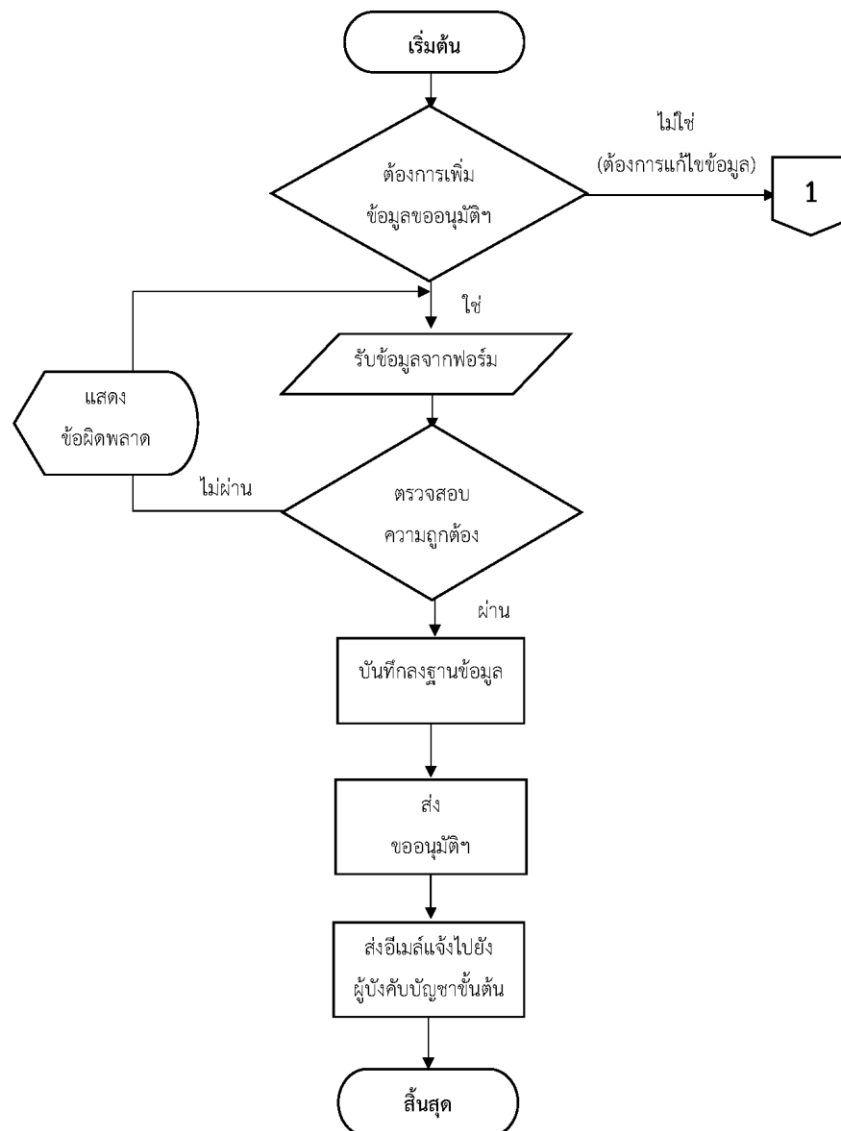 เริ่มต้น
ต้องการเพิ่ม
ข้อมูลขออนุมัติฯ
ไม่ใช่
(ต้องการแก้ไขข้อมูล)
1
ใช่
รับข้อมูลจากฟอร์ม
แสดง
ข้อผิดพลาด
ไม่ผ่าน
ตรวจสอบ
ความถูกต้อง
ผ่าน
บันทึกลงฐานข้อมูล
ส่ง
ขออนุมัติฯ
ส่งอีเมล์แจ้งไปยัง
ผู้บังคับบัญชาขั้นต้น
สิ้นสุด